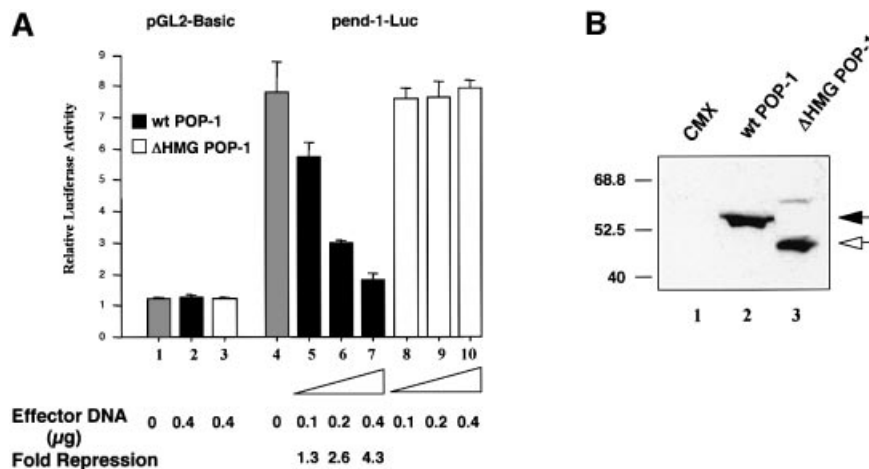 A
pGL2-Basic pend-1-Luc
Relative Luciferase Activity
9
8
7
6
5
4
3
2
1
0
wt POP-1
ΔHMG POP-1
1 2 3 4 5 6 7 8 9 10
Effector DNA 0 0.4 0.4 0 0.1 0.2 0.4 0.1 0.2 0.4
(µg)
Fold Repression 1.3 2.6 4.3
B
CMX wt POP-1 ΔHMG POP-1
68.8
52.5
40
1 2 3